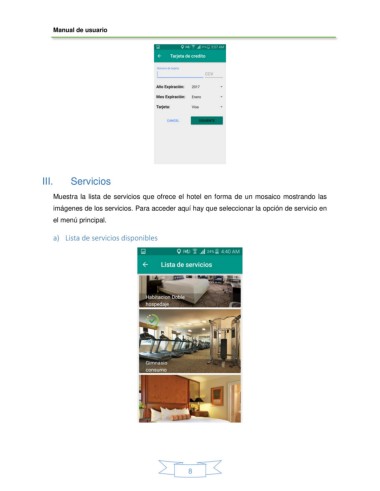 Manual de usuario
Tarjeta de credito
CCV
Año Expiración: 2017
Mes Expiración: Enero
Tarjeta: Visa
CANCEL
III. Servicios
Muestra la lista de servicios que ofrece el hotel en forma de un mosaico mostrando las
imágenes de los servicios. Para acceder aquí hay que seleccionar la opción de servicio en
el menú principal.
a) Lista de servicios disponibles
4:40 AM
Lista de servicios
Habitacion Doble
hospedaje
Gimnasio
consumo
8